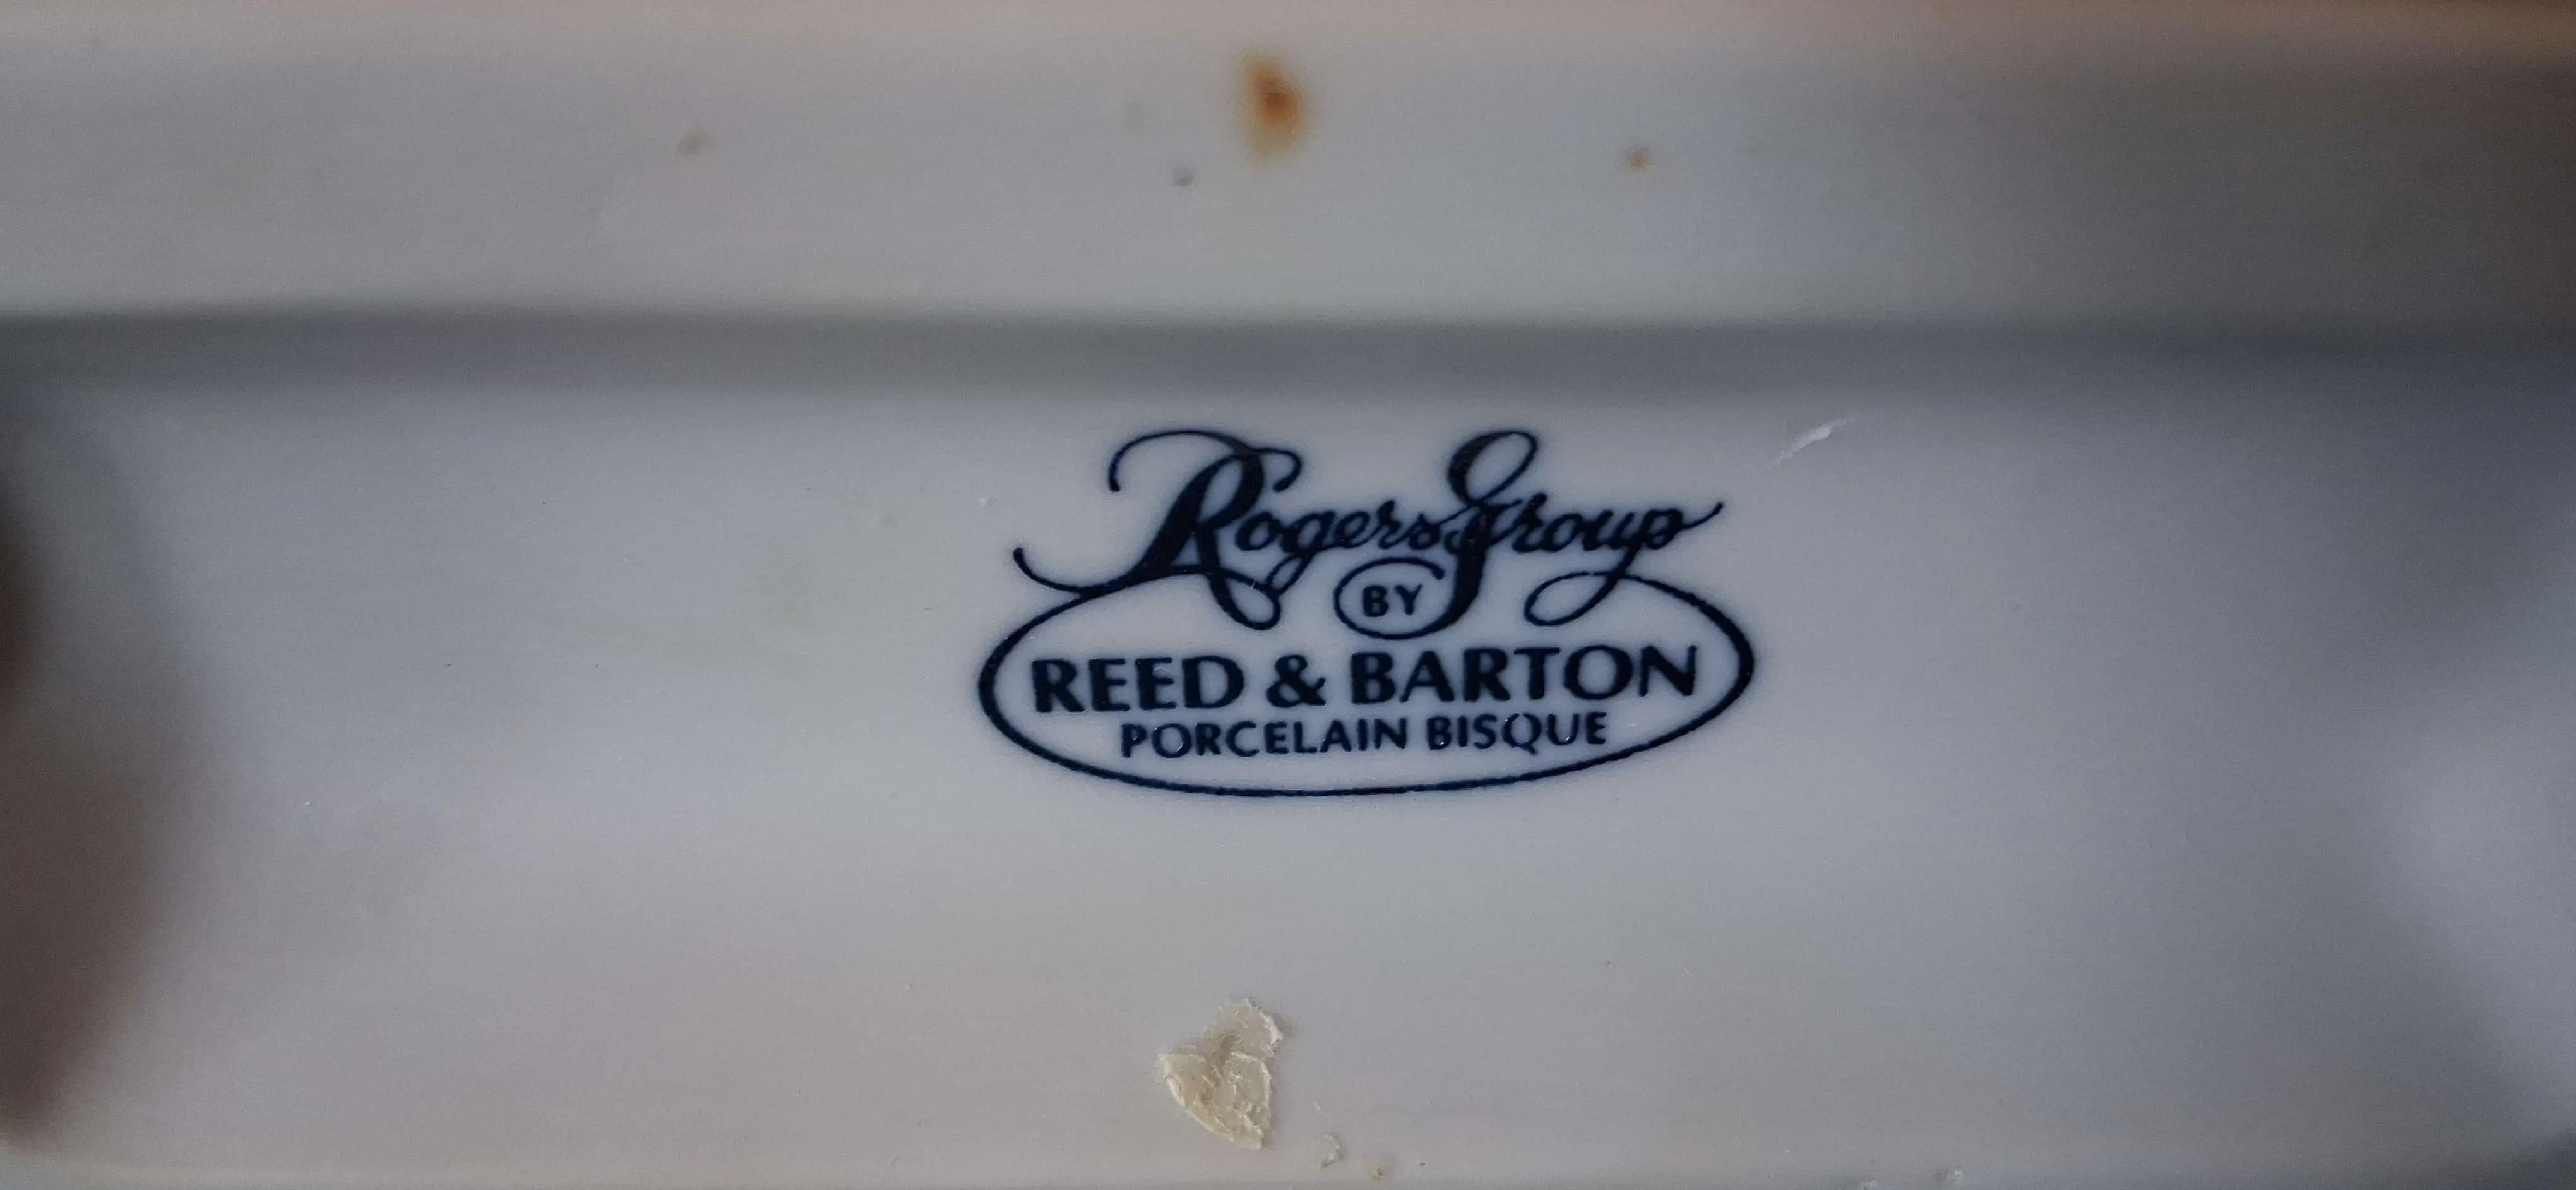 Rogers Group
BY
REED & BARTON
PORCELAIN BISQUE